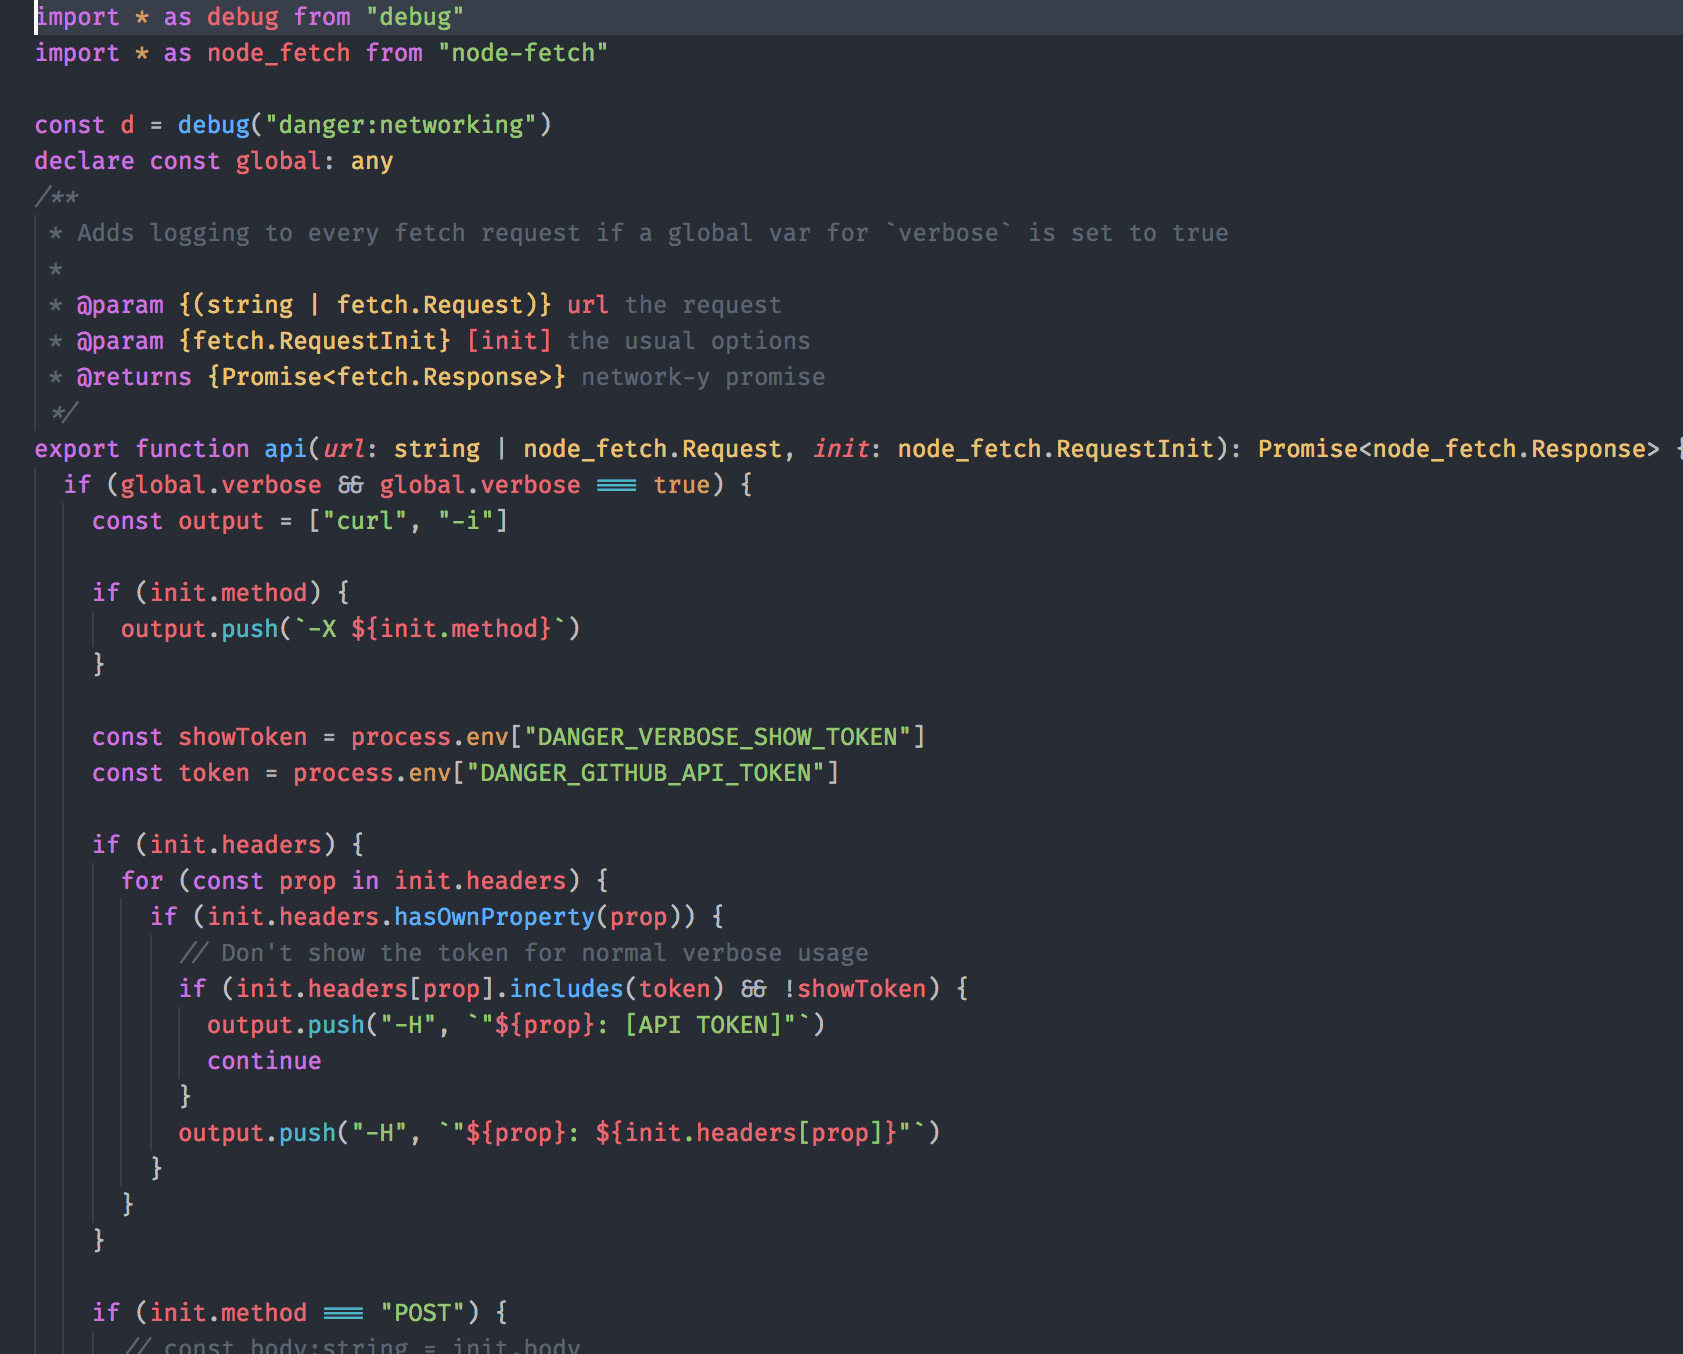 import * as debug from "debug"
import * as node_fetch from "node-fetch"
const d = debug("danger:networking")
declare const global: any
/**
* Adds logging to every fetch request if a global var for `verbose` is set to true
*
* @param {(string | fetch.Request)} url the request
* @param {fetch.RequestInit} [init] the usual options
* @returns {Promise<fetch.Response>} network-y promise
*/
export function api(url: string | node_fetch.Request, init: node_fetch.RequestInit): Promise<node_fetch.Response> {
if (global.verbose && global.verbose === true) {
const output = ["curl", "-i"]
if (init.method) {
output.push(`-X ${init.method}`)
}
const showToken = process.env["DANGER_VERBOSE_SHOW_TOKEN"]
const token = process.env["DANGER_GITHUB_API_TOKEN"]
if (init.headers) {
for (const prop in init.headers) {
if (init.headers.hasOwnProperty(prop)) {
// Don't show the token for normal verbose usage
if (init.headers[prop].includes(token) && !showToken) {
output.push("-H", `"${prop}: [API TOKEN]"`)
continue
}
output.push("-H", `"${prop}: ${init.headers[prop]}"`)
}
}
}
if (init.method === "POST") {
// const body:string = init.body